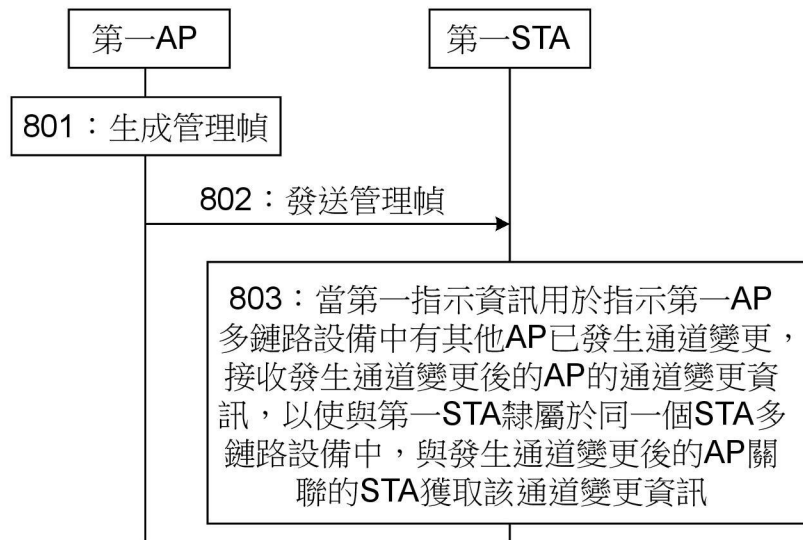 第一AP
第一STA
801：生成管理幀
802：發送管理幀
803：當第一指示資訊用於指示第一AP
多鏈路設備中有其他AP已發生通道變更，
接收發生通道變更後的AP的通道變更資
訊，以使與第一STA隸屬於同一個STA多
鏈路設備中，與發生通道變更後的AP關
聯的STA獲取該通道變更資訊